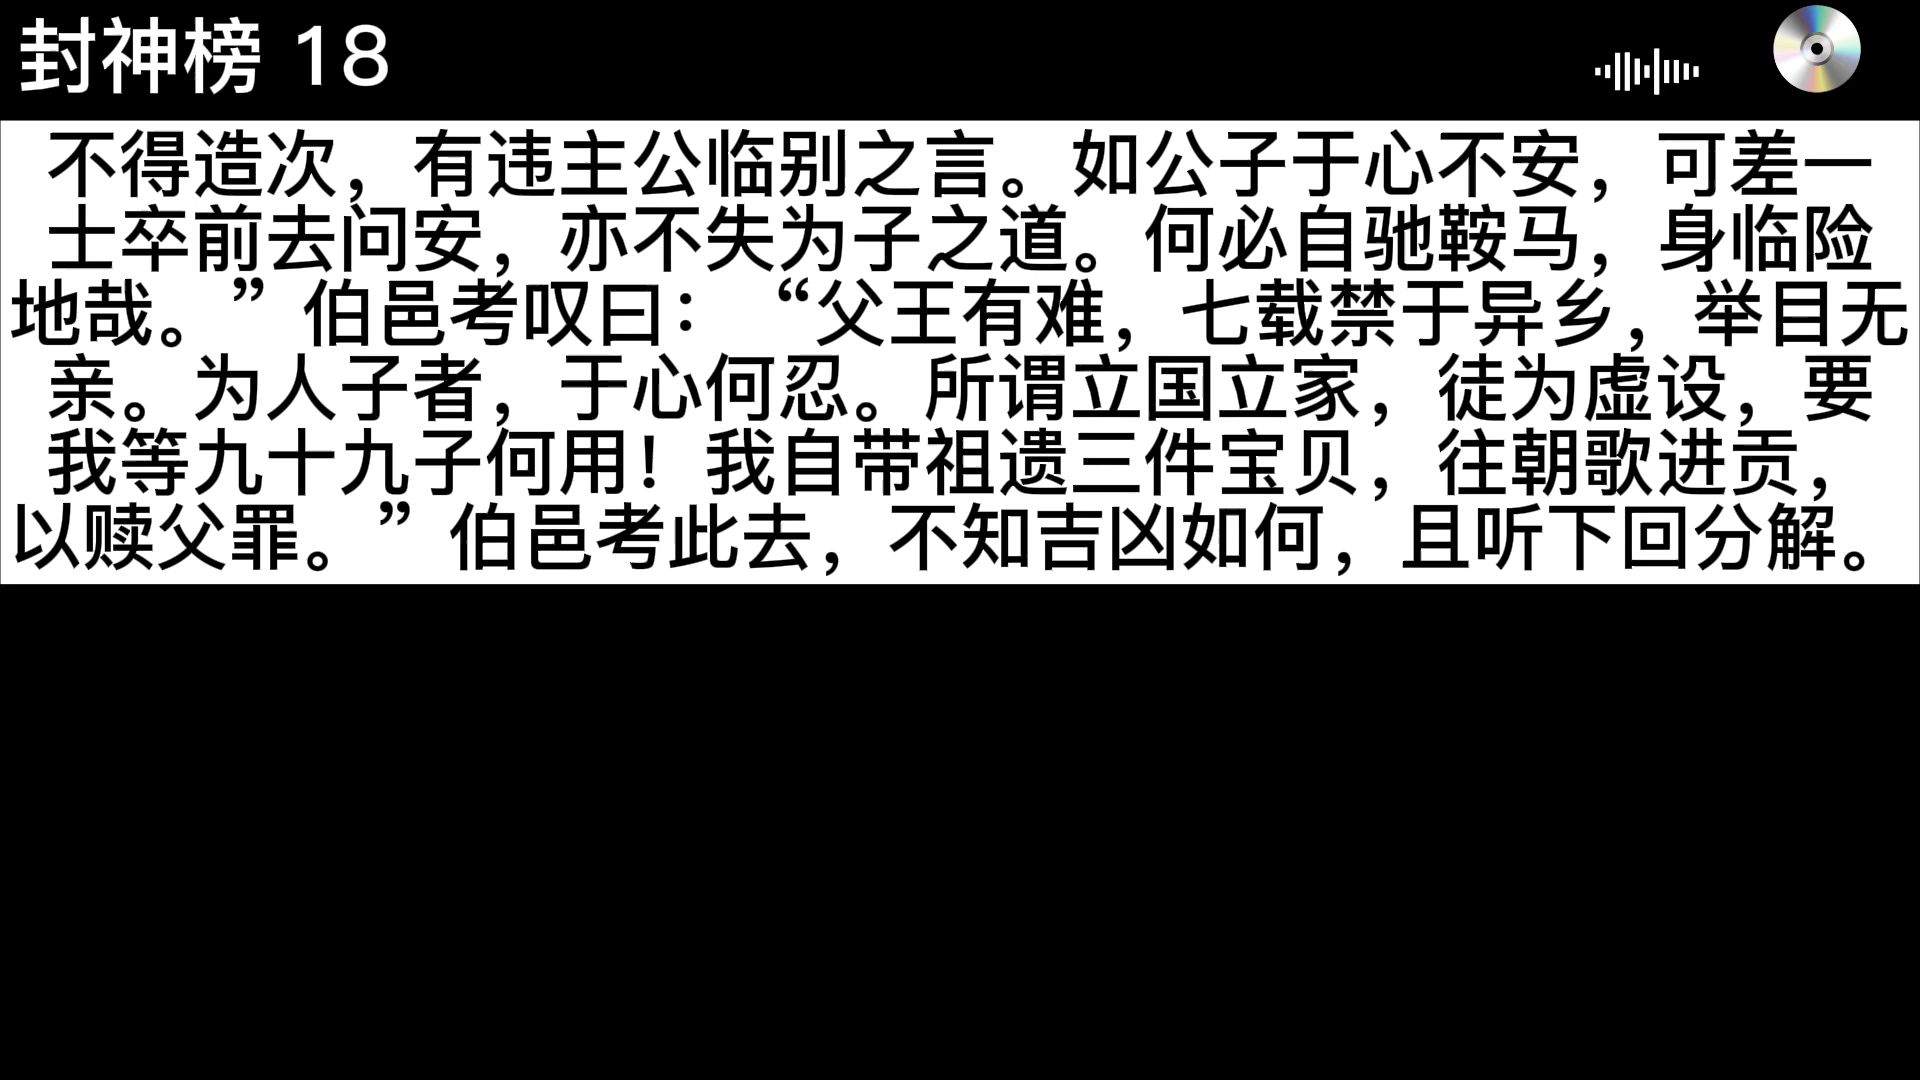 封神榜 18
不得造次，有违主公临别之言。如公子于心不安，可差一
士卒前去问安，亦不失为子之道。何必自驰鞍马，身临险
地哉。”伯邑考叹曰：“父王有难，七载禁于异乡，举目无
亲。为人子者，于心何忍。所谓立国立家，徒为虚设，要
我等九十九子何用！我自带祖遗三件宝贝，往朝歌进贡，
以赎父罪。”伯邑考此去，不知吉凶如何，且听下回分解。